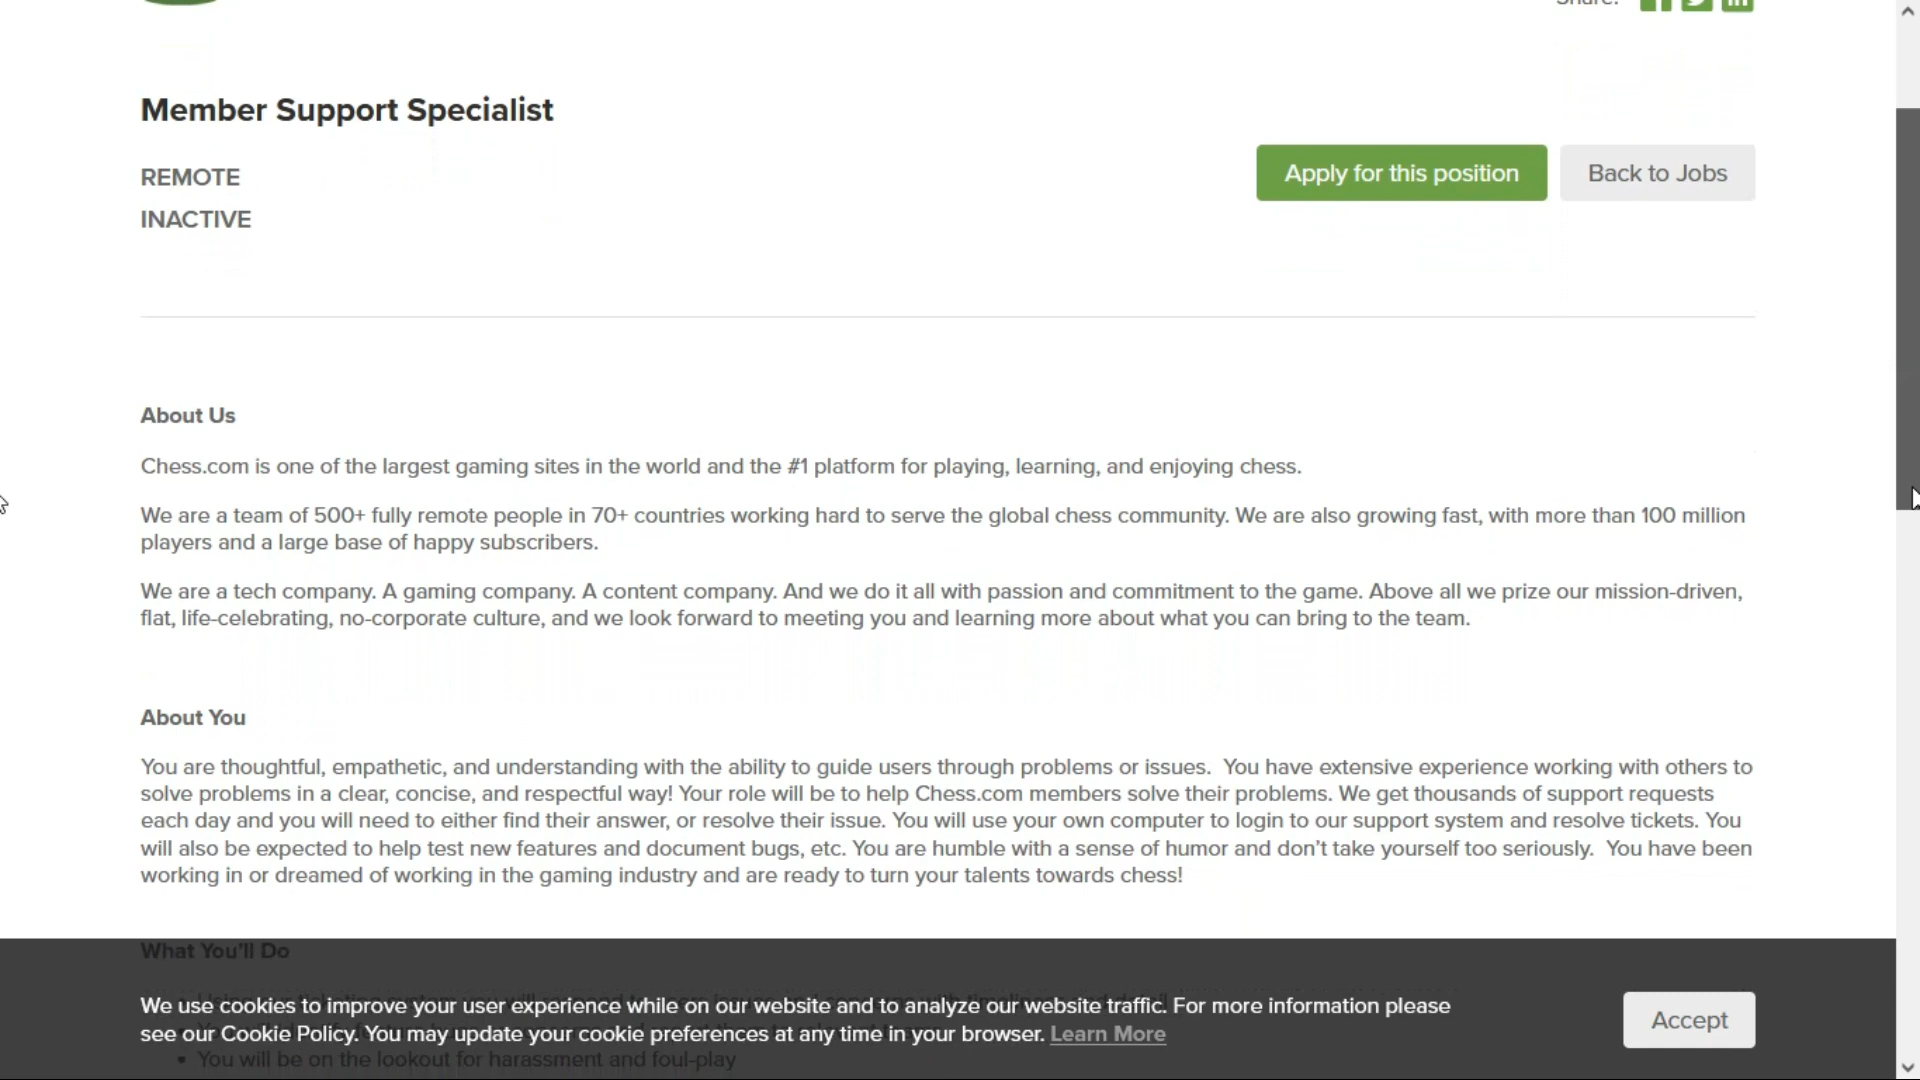 Share:
Member Support Specialist
REMOTE
INACTIVE
Apply for this position
Back to Jobs
About Us
Chess.com is one of the largest gaming sites in the world and the #1 platform for playing, learning, and enjoying chess.
We are a team of 500+ fully remote people in 70+ countries working hard to serve the global chess community. We are also growing fast, with more than 100 million
players and a large base of happy subscribers.
We are a tech company. A gaming company. A content company. And we do it all with passion and commitment to the game. Above all we prize our mission-driven,
flat, life-celebrating, no-corporate culture, and we look forward to meeting you and learning more about what you can bring to the team.
About You
You are thoughtful, empathetic, and understanding with the ability to guide users through problems or issues.  You have extensive experience working with others to
solve problems in a clear, concise, and respectful way! Your role will be to help Chess.com members solve their problems. We get thousands of support requests
each day and you will need to either find their answer, or resolve their issue. You will use your own computer to login to our support system and resolve tickets. You
will also be expected to help test new features and document bugs, etc. You are humble with a sense of humor and don't take yourself too seriously.  You have been
working in or dreamed of working in the gaming industry and are ready to turn your talents towards chess!
What You'll Do
We use cookies to improve your user experience while on our website and to analyze our website traffic. For more information please
see our Cookie Policy. You may update your cookie preferences at any time in your browser. Learn More
Accept
• You will be on the lookout for harassment and foul-play